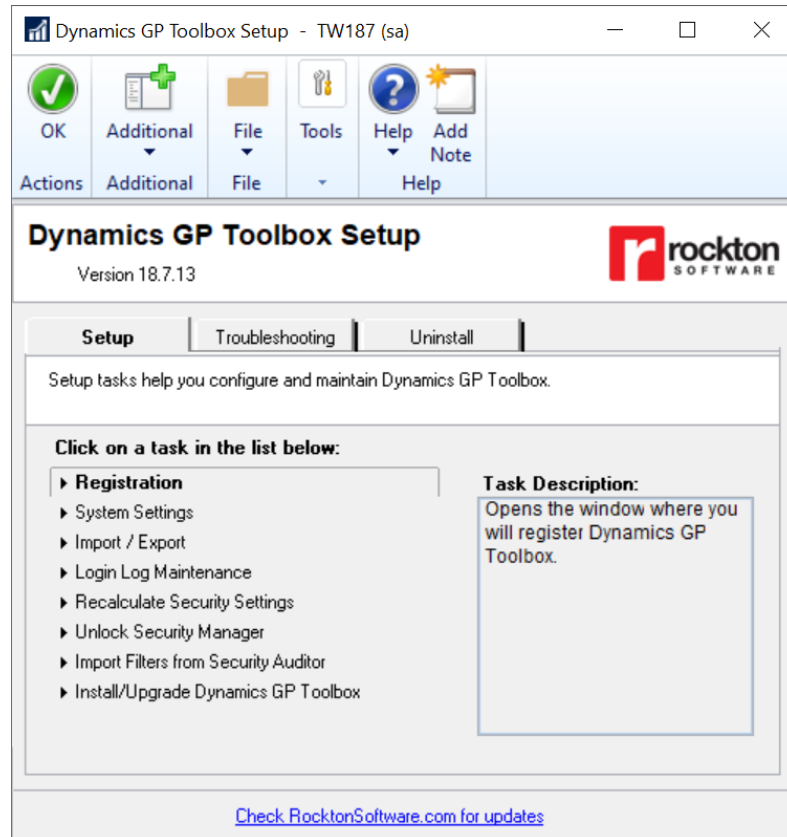 Dynamics GP Toolbox Setup - TW187 (sa)
OK
Additional
File
Tools
Help
Add Note
Actions
Additional
File
Help
Dynamics GP Toolbox Setup
Version 18.7.13
rockton
SOFTWARE
Setup
Troubleshooting
Uninstall
Setup tasks help you configure and maintain Dynamics GP Toolbox.
Click on a task in the list below:
Registration
System Settings
Import / Export
Login Log Maintenance
Recalculate Security Settings
Unlock Security Manager
Import Filters from Security Auditor
Install/Upgrade Dynamics GP Toolbox
Task Description:
Opens the window where you
will register Dynamics GP
Toolbox.
Check RocktonSoftware.com for updates